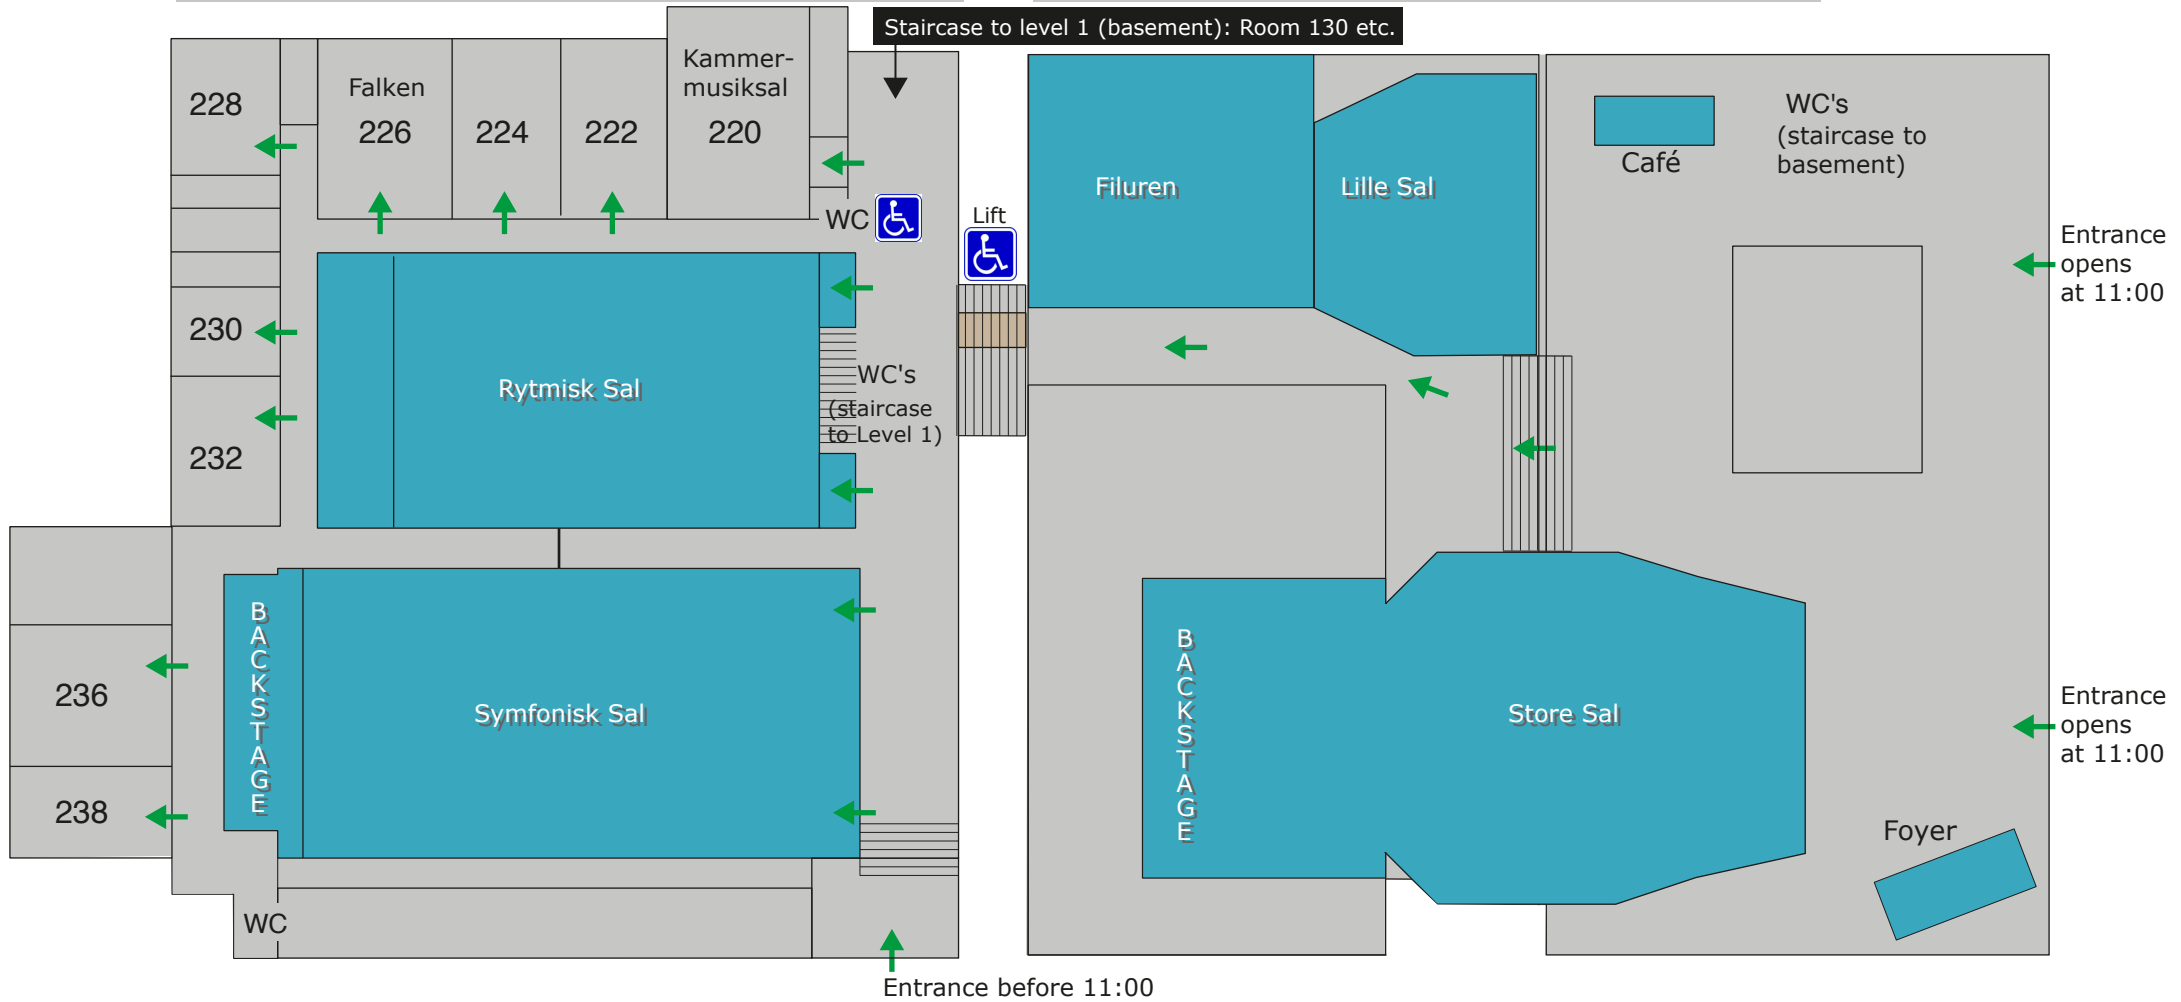 Staircase to level 1 (basement): Room 130 etc.
Kammer-
musiksal
220
228
Falken
226
224
222
WC
Lift
Filuren
Lille Sal
Café
WC's
(staircase to
basement)
Entrance
opens
at 11:00
230
232
Rytmisk Sal
WC's
(staircase
to Level 1)
236
238
BACKSTAGE
Symfonisk Sal
BACKSTAGE
Store Sal
Entrance
opens
at 11:00
Foyer
WC
Entrance before 11:00